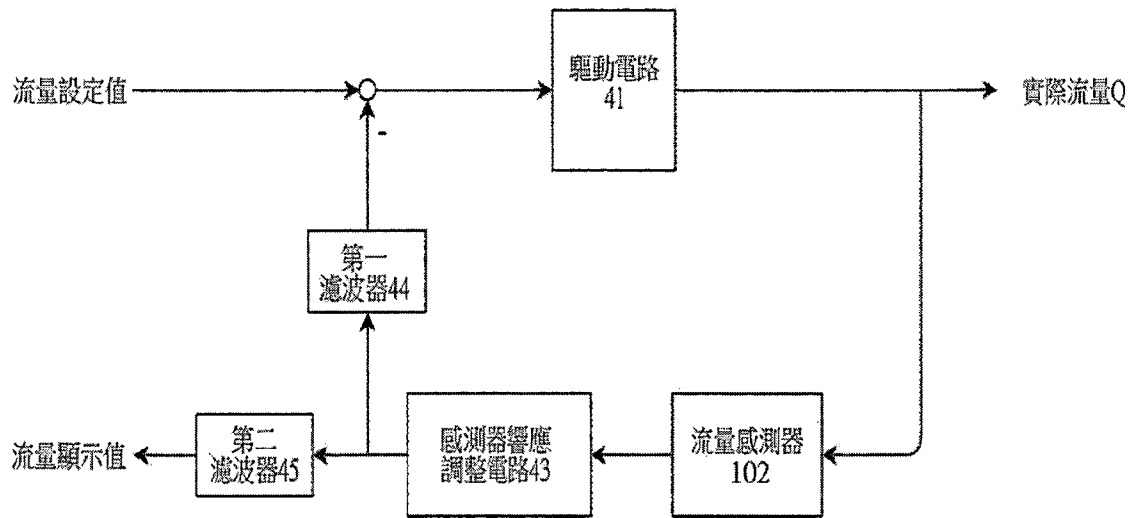 流量設定值
-
驅動電路
41
實際流量Q
第一
濾波器44
流量顯示值
第二
濾波器45
感測器響應
調整電路43
流量感測器
102